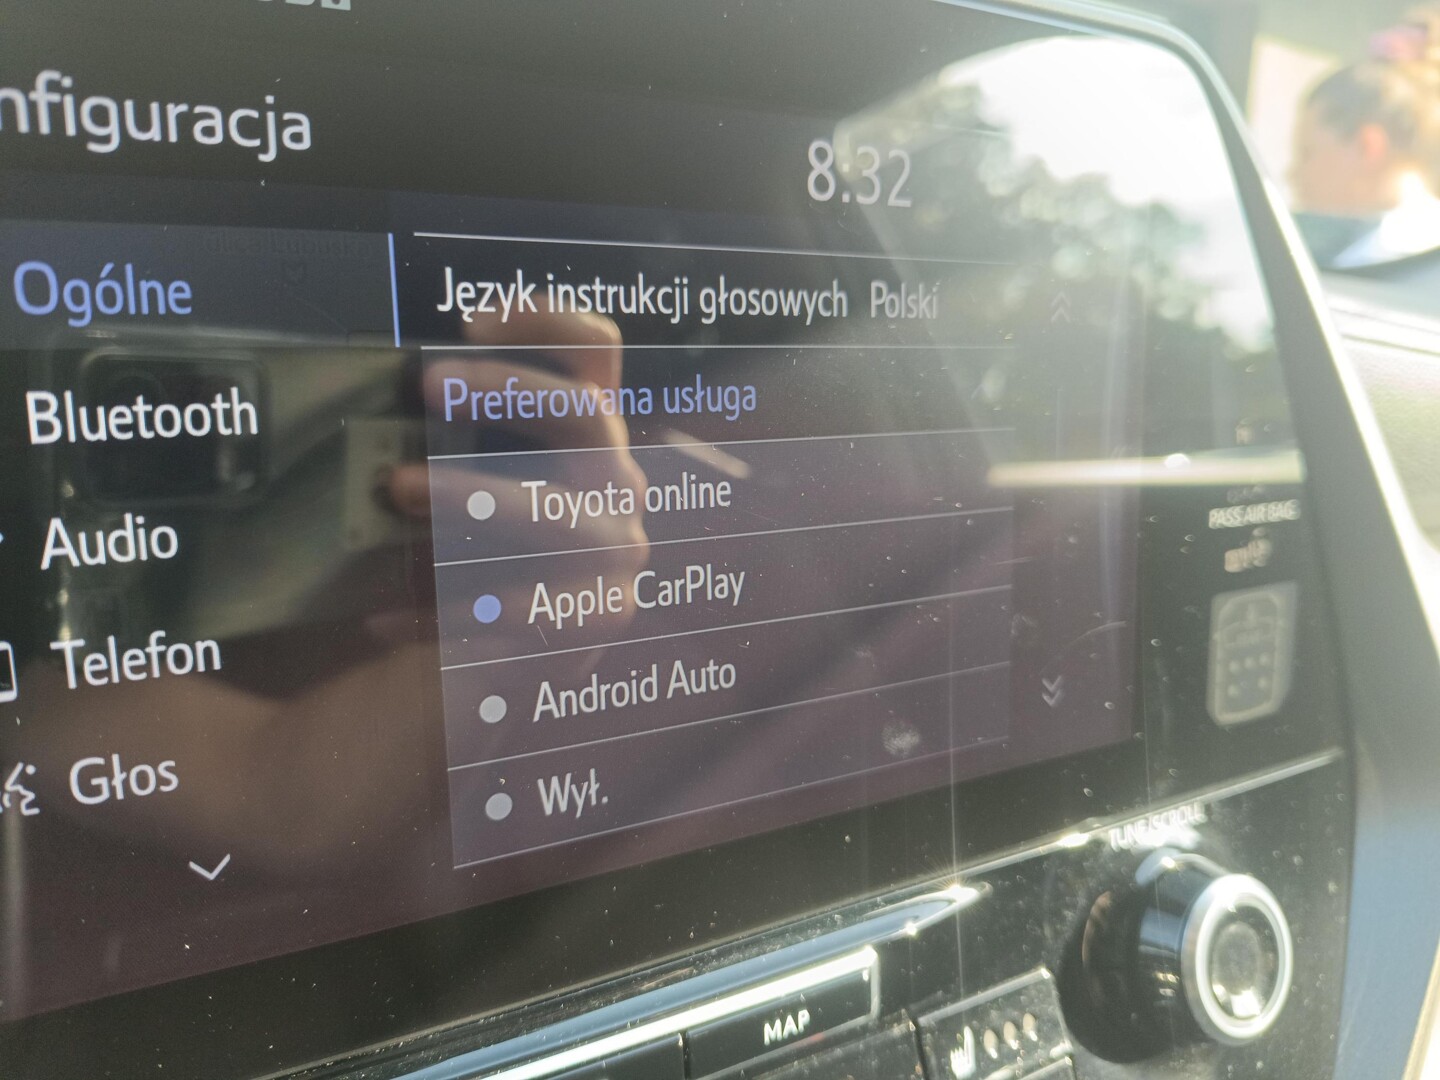 nfiguracja
8:32
Ogólne
Bluetooth
Audio
Telefon
Głos
Język instrukcji głosowych Polski
Preferowana usługa
Toyota online
Apple CarPlay
Android Auto
Wył.
PASS AIR BAG
TUNE/SCROLL
MAP